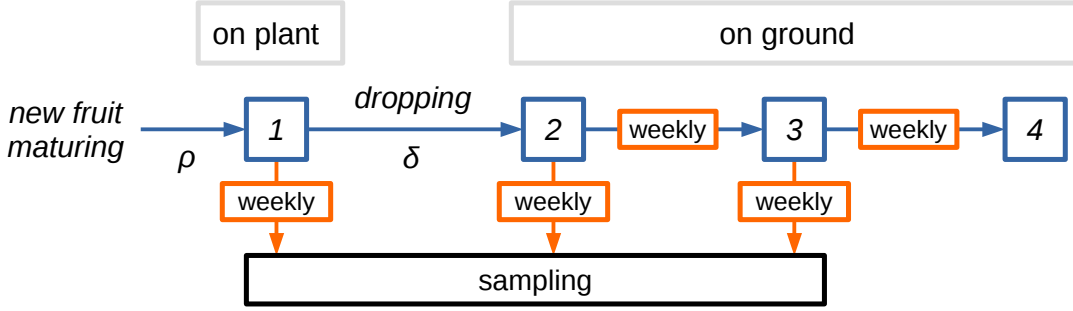 on plant
on ground
new fruit
maturing
ρ
1
dropping
δ
2
weekly
3
weekly
4
weekly
weekly
weekly
sampling